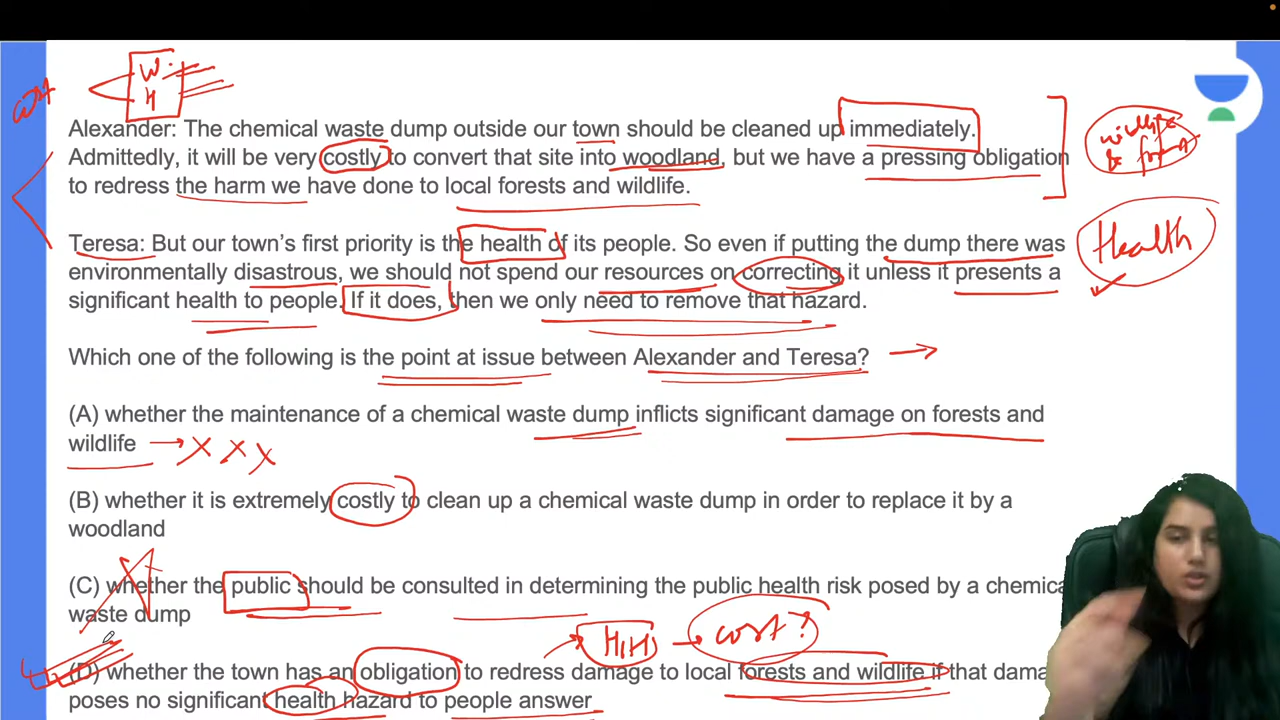 W.
H
cost
Alexander: The chemical waste dump outside our town should be cleaned up immediately.
Admittedly, it will be very costly to convert that site into woodland, but we have a pressing obligation
to redress the harm we have done to local forests and wildlife.
wildlife
Health
Teresa: But our town's first priority is the health of its people. So even if putting the dump there was
environmentally disastrous, we should not spend our resources on correcting it unless it presents a
significant health to people. If it does, then we only need to remove that hazard.
Which one of the following is the point at issue between Alexander and Teresa?
(A) whether the maintenance of a chemical waste dump inflicts significant damage on forests and
wildlife
(B) whether it is extremely costly to clean up a chemical waste dump in order to replace it by a
woodland
(C) whether the public should be consulted in determining the public health risk posed by a chemica
waste dump
cost?
(D) whether the town has an obligation to redress damage to local forests and wildlife if that dama
poses no significant health hazard to people answer